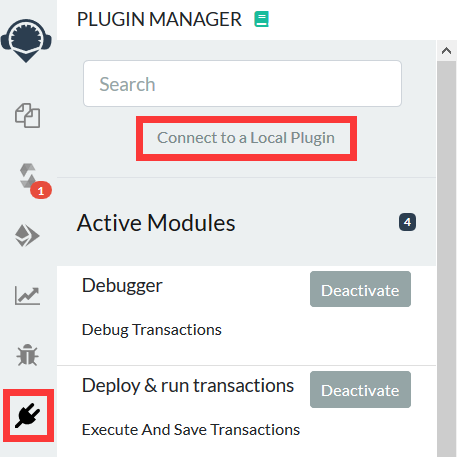 PLUGIN MANAGER
Search
Connect to a Local Plugin
1
Active Modules 4
Debugger Deactivate
Debug Transactions
Deploy & run transactions Deactivate
Execute And Save Transactions